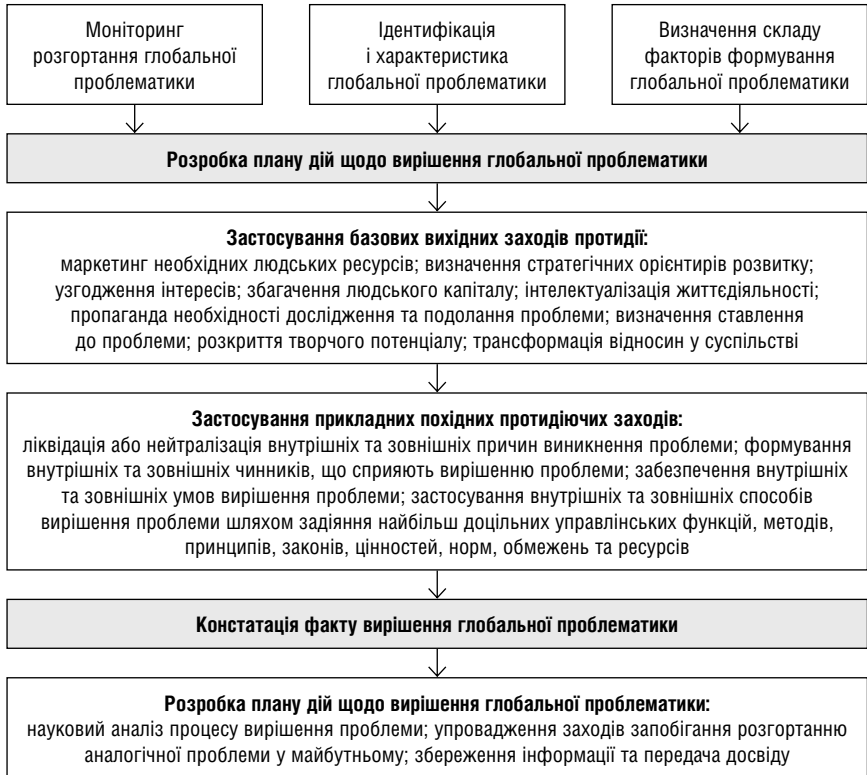 Моніторинг
розгортання глобальної
проблематики
Ідентифікація
і характеристика
глобальної проблематики
Визначення складу
факторів формування
глобальної проблематики
Розробка плану дій щодо вирішення глобальної проблематики
Застосування базових вихідних заходів протидії:
маркетинг необхідних людських ресурсів; визначення стратегічних орієнтирів розвитку;
узгодження інтересів; збагачення людського капіталу; інтелектуалізація життєдіяльності;
пропаганда необхідності дослідження та подолання проблеми; визначення ставлення
до проблеми; розкриття творчого потенціалу; трансформація відносин у суспільстві
Застосування прикладних похідних протидіючих заходів:
ліквідація або нейтралізація внутрішніх та зовнішніх причин виникнення проблеми; формування
внутрішніх та зовнішніх чинників, що сприяють вирішенню проблеми; забезпечення внутрішніх
та зовнішніх умов вирішення проблеми; застосування внутрішніх та зовнішніх способів
вирішення проблеми шляхом задіяння найбільш доцільних управлінських функцій, методів,
принципів, законів, цінностей, норм, обмежень та ресурсів
Констатація факту вирішення глобальної проблематики
Розробка плану дій щодо вирішення глобальної проблематики:
науковий аналіз процесу вирішення проблеми; упровадження заходів запобігання розгортанню
аналогічної проблеми у майбутньому; збереження інформації та передача досвіду